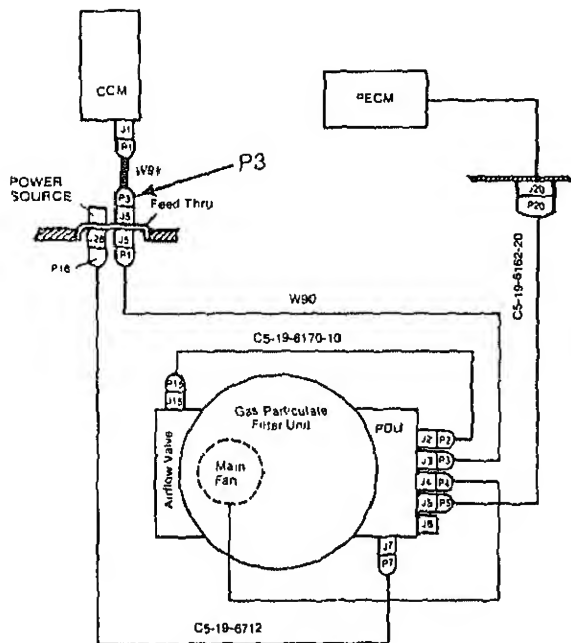 CCM
J1
P1
W91
P3
P3
J5
Feed Thru
POWER
SOURCE
J28
J5
P1
P16
ECM
J20
P20
C5-19-6162-20
W90
C5-19-6170-10
P15
J15
Gas Particulate
Filter Unit
PDU
Airflow Valve
Main
Fan
J2 P2
J3 P3
J4 P4
J5 P5
J6
J7
P7
C5-19-6712